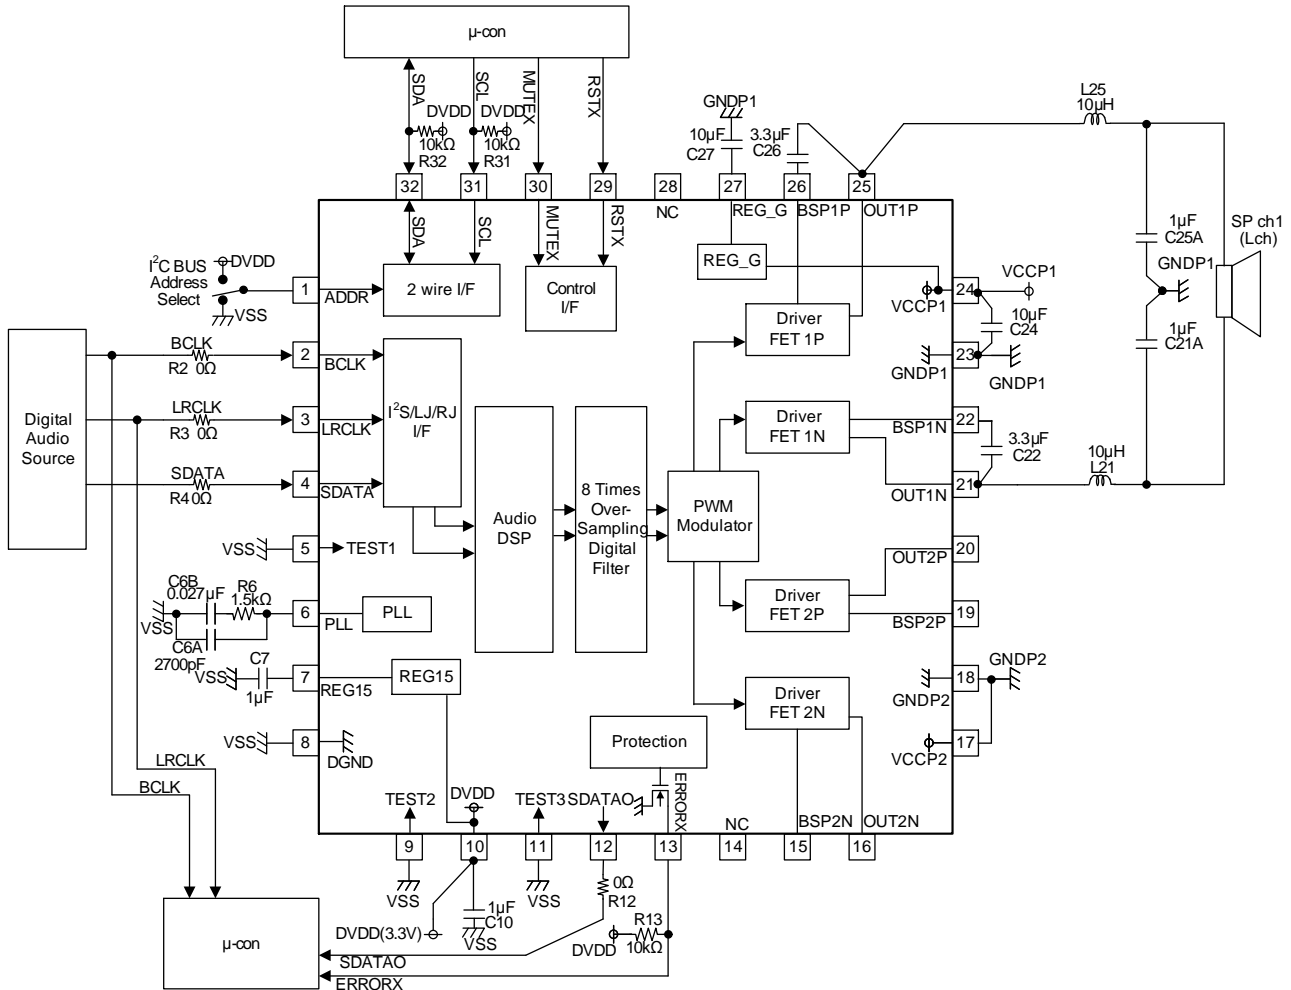 µ-con
SDA
SCL
MUTEX
RSTX
DVDD
DVDD
10kΩ
R32
10kΩ
R31
GNDP1
10µF
C27
3.3µF
C26
L25
10µH
32
31
30
29
28
27
26
25
SDA
SCL
MUTEX
RSTX
NC
REG_G
BSP1P
OUT1P
I²C BUS
Address
Select
DVDD
VSS
1
ADDR
2 wire I/F
Control
I/F
REG_G
VCCP1
24
VCCP1
10µF
C24
Driver
FET 1P
GNDP1
23
GNDP1
1µF
C25A
GNDP1
1µF
C21A
SP ch1
(Lch)
Digital
Audio
Source
BCLK
R2 0Ω
2
BCLK
LRCLK
R3 0Ω
3
LRCLK
SDATA
R4 0Ω
4
SDATA
I²S/LJ/RJ
I/F
Audio
DSP
8 Times
Over-
Sampling
Digital
Filter
PWM
Modulator
Driver
FET 1N
BSP1N
22
3.3µF
C22
OUT1N
21
10µH
L21
VSS
5
TEST1
OUT2P
20
C6B
0.027µF
R6
1.5kΩ
VSS
C6A
2700pF
6
PLL
PLL
Driver
FET 2P
BSP2P
19
VSS
C7
1µF
7
REG15
REG15
Driver
FET 2N
GNDP2
18
GNDP2
VSS
8
DGND
Protection
VCCP2
17
LRCLK
BCLK
TEST2
DVDD
TEST3
SDATAO
ERRORX
NC
BSP2N
OUT2N
9
10
11
12
13
14
15
16
VSS
1µF
C10
VSS
DVDD(3.3V)
VSS
0Ω
R12
R13
10kΩ
DVDD
µ-con
SDATAO
ERRORX